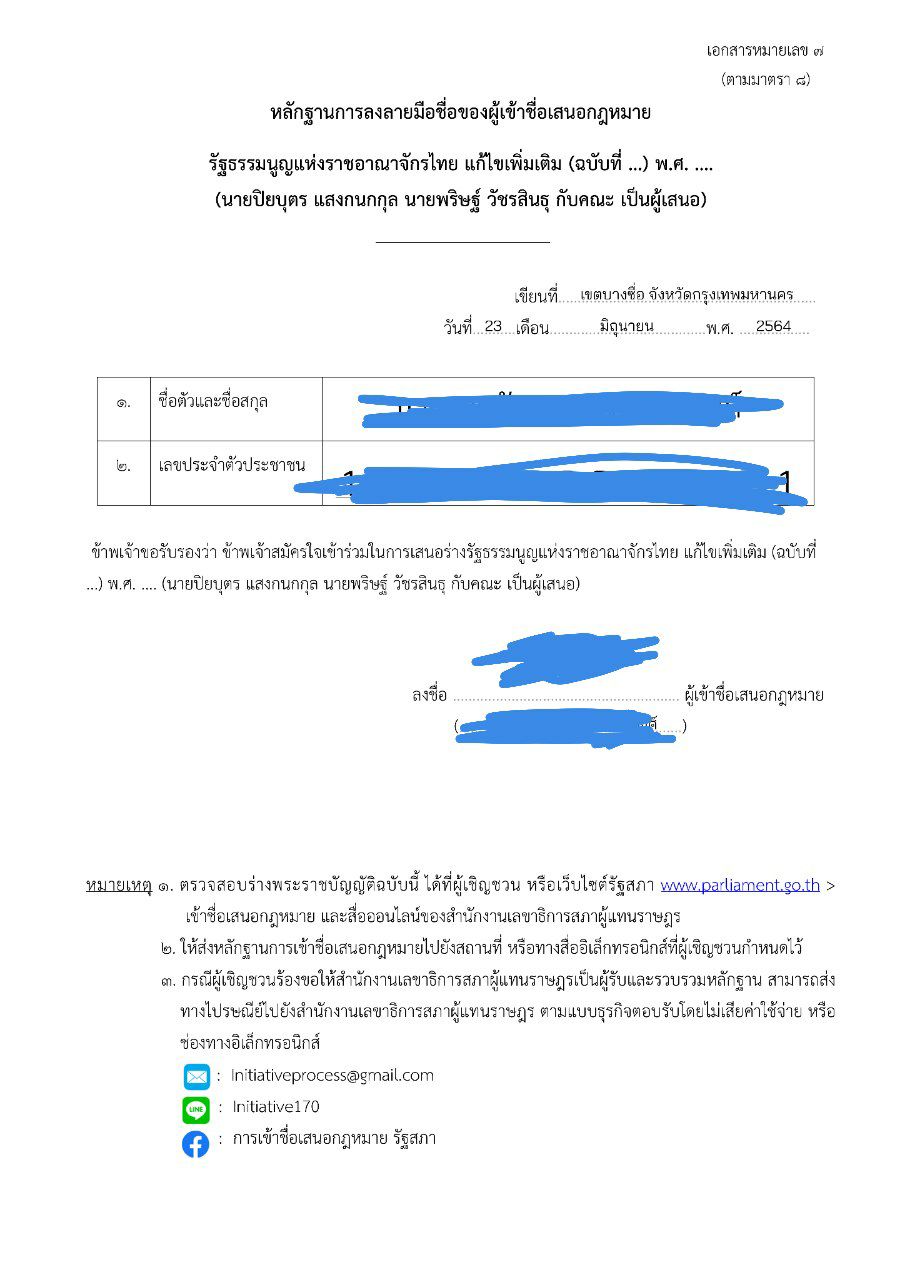 เอกสารหมายเลข ๗
(ตามมาตรา ๘)
หลักฐานการลงลายมือชื่อของผู้เข้าชื่อเสนอกฎหมาย
รัฐธรรมนูญแห่งราชอาณาจักรไทย แก้ไขเพิ่มเติม (ฉบับที่ ...) พ.ศ. ....
(นายปิยบุตร แสงกนกกุล นายพริษฐ์ วัชรสินธุ กับคณะ เป็นผู้เสนอ)
เขียนที่ เขตบางซื่อ จังหวัดกรุงเทพมหานคร
วันที่ 23 เดือน มิถุนายน พ.ศ. 2564
๑. ชื่อตัวและชื่อสกุล
๒. เลขประจำตัวประชาชน 1 1
ข้าพเจ้าขอรับรองว่า ข้าพเจ้าสมัครใจเข้าร่วมในการเสนอร่างรัฐธรรมนูญแห่งราชอาณาจักรไทย แก้ไขเพิ่มเติม (ฉบับที่
...) พ.ศ. .... (นายปิยบุตร แสงกนกกุล นายพริษฐ์ วัชรสินธุ กับคณะ เป็นผู้เสนอ)
ลงชื่อ ผู้เข้าชื่อเสนอกฎหมาย
( )
หมายเหตุ ๑. ตรวจสอบร่างพระราชบัญญัติฉบับนี้ ได้ที่ผู้เชิญชวน หรือเว็บไซต์รัฐสภา www.parliament.go.th >
เข้าชื่อเสนอกฎหมาย และสื่อออนไลน์ของสำนักงานเลขาธิการสภาผู้แทนราษฎร
๒. ให้ส่งหลักฐานการเข้าชื่อเสนอกฎหมายไปยังสถานที่ หรือทางสื่ออิเล็กทรอนิกส์ที่ผู้เชิญชวนกำหนดไว้
๓. กรณีผู้เชิญชวนร้องขอให้สำนักงานเลขาธิการสภาผู้แทนราษฎรเป็นผู้รับและรวบรวมหลักฐาน สามารถส่ง
ทางไปรษณีย์ไปยังสำนักงานเลขาธิการสภาผู้แทนราษฎร ตามแบบธุรกิจตอบรับโดยไม่เสียค่าใช้จ่าย หรือ
ช่องทางอิเล็กทรอนิกส์
: Initiativeprocess@gmail.com
LINE : Initiative170
: การเข้าชื่อเสนอกฎหมาย รัฐสภา